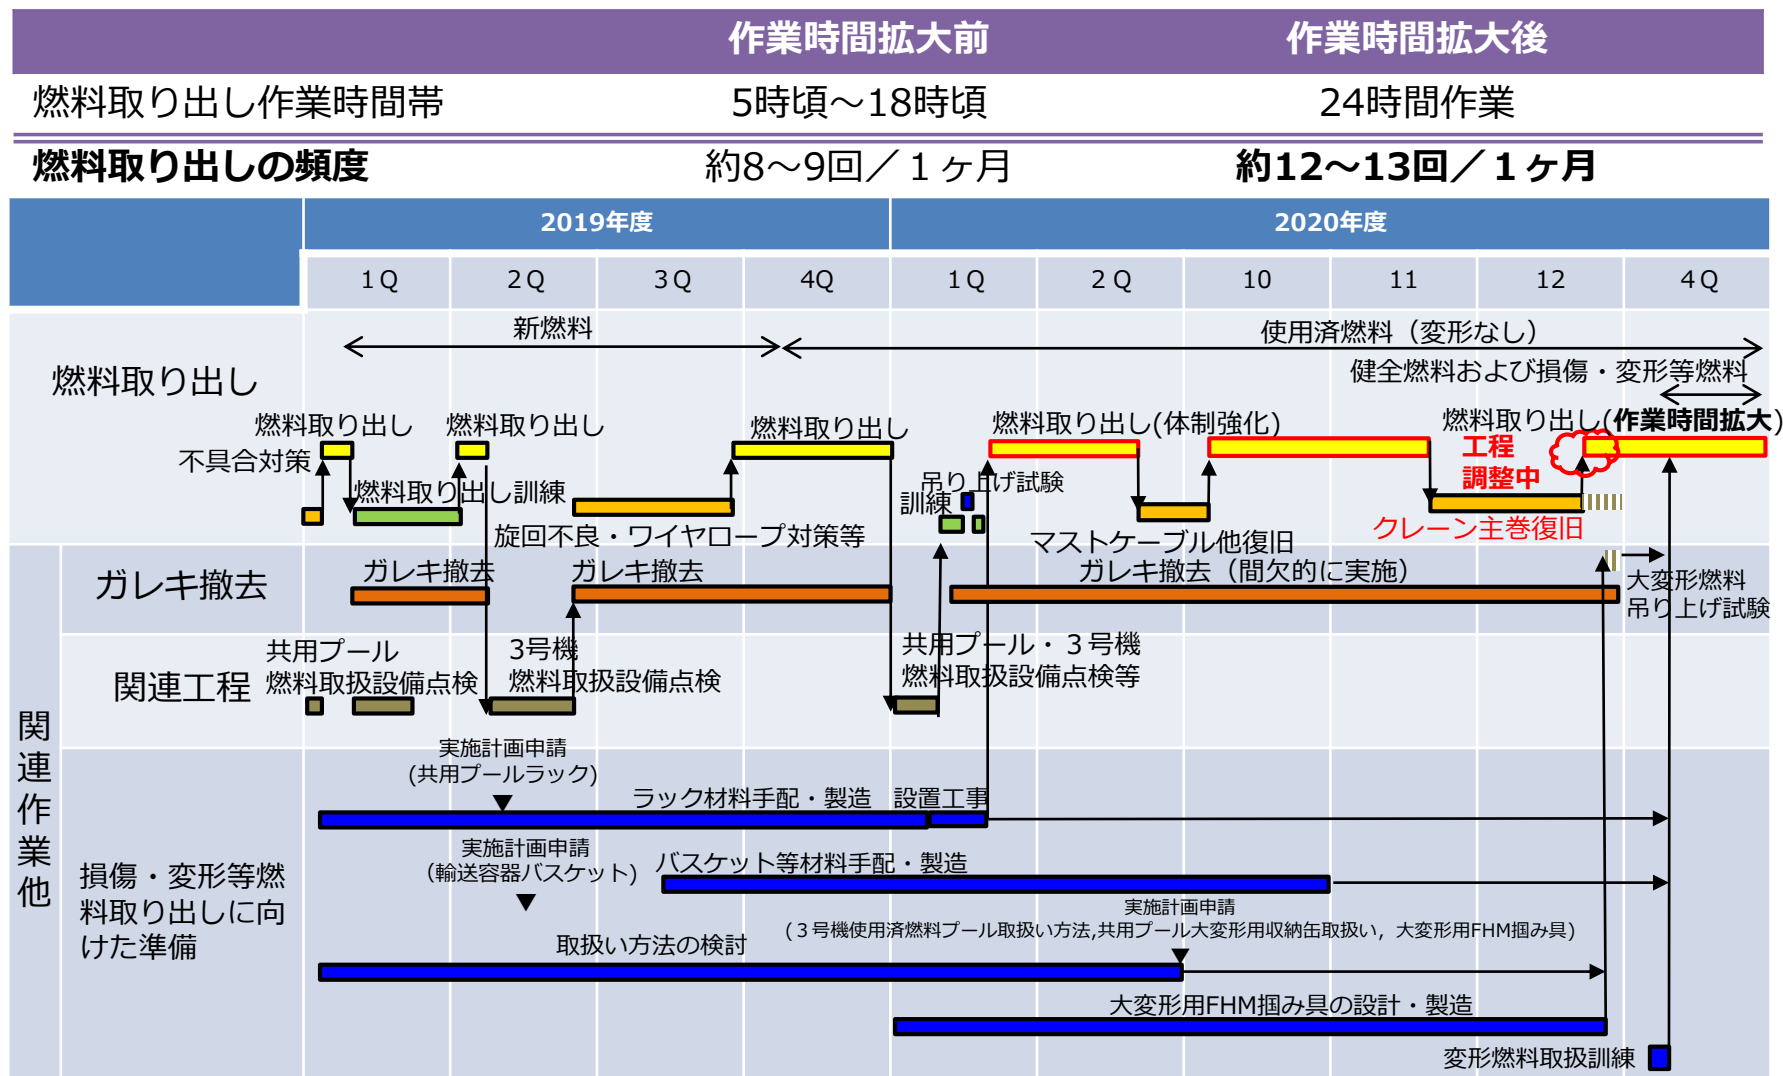 作業時間拡大前 作業時間拡大後
燃料取り出し作業時間帯 5時頃～18時頃 24時間作業
燃料取り出しの頻度 約8～9回／１ヶ月 約12～13回／１ヶ月
2019年度 2020年度
1Q 2Q 3Q 4Q 1Q 2Q 10 11 12 4Q
新燃料
使用済燃料（変形なし）
健全燃料および損傷・変形等燃料
燃料取り出し
燃料取り出し
燃料取り出し
燃料取り出し
燃料取り出し(体制強化)
燃料取り出し(作業時間拡大)
不具合対策
燃料取り出し訓練
旋回不良・ワイヤロープ対策等
吊り上げ試験
訓練
マストケーブル他復旧
工程
調整中
クレーン主巻復旧
関連作業他
ガレキ撤去
ガレキ撤去
ガレキ撤去
ガレキ撤去（間欠的に実施）
大変形燃料
吊り上げ試験
関連工程
共用プール
燃料取扱設備点検
3号機
燃料取扱設備点検
共用プール・３号機
燃料取扱設備点検等
損傷・変形等燃
料取り出しに向
けた準備
実施計画申請
(共用プールラック)
ラック材料手配・製造 設置工事
実施計画申請
(輸送容器バスケット)
バスケット等材料手配・製造
実施計画申請
(３号機使用済燃料プール取扱い方法,共用プール大変形用収納缶取扱い，大変形用FHM掴み具)
取扱い方法の検討
大変形用FHM掴み具の設計・製造
変形燃料取扱訓練